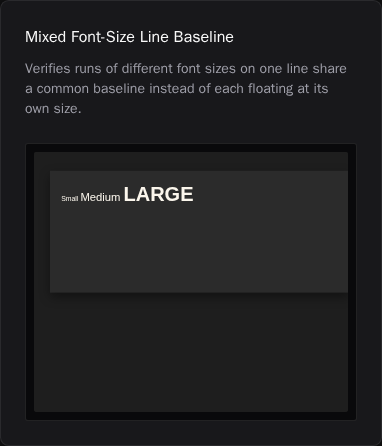 Mixed Font-Size Line Baseline
Verifies runs of different font sizes on one line share
a common baseline instead of each floating at its
own size.
Small Medium LARGE